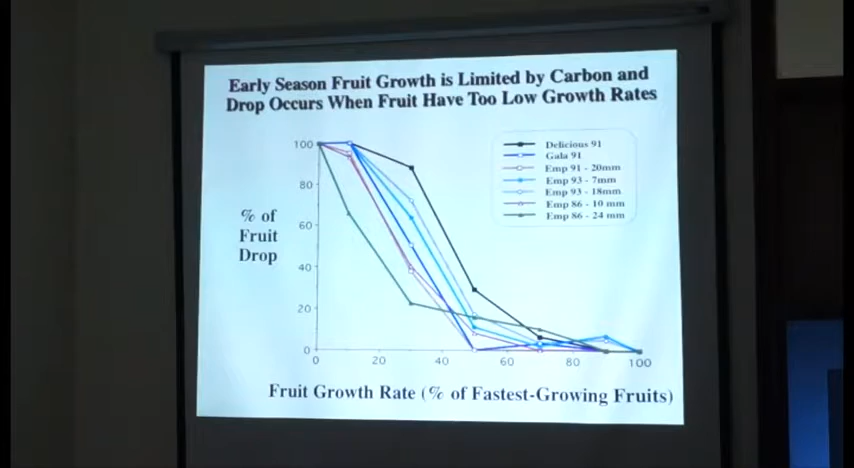 Early Season Fruit Growth is Limited by Carbon and
Drop Occurs When Fruit Have Too Low Growth Rates
Delicious 91
Gala 91
Emp 91 - 20mm
Emp 93 - 7mm
Emp 93 - 18mm
Emp 86 - 10 mm
Emp 86 - 24 mm
% of
Fruit
Drop
100
80
60
40
20
0
0 20 40 60 80 100
Fruit Growth Rate (% of Fastest-Growing Fruits)